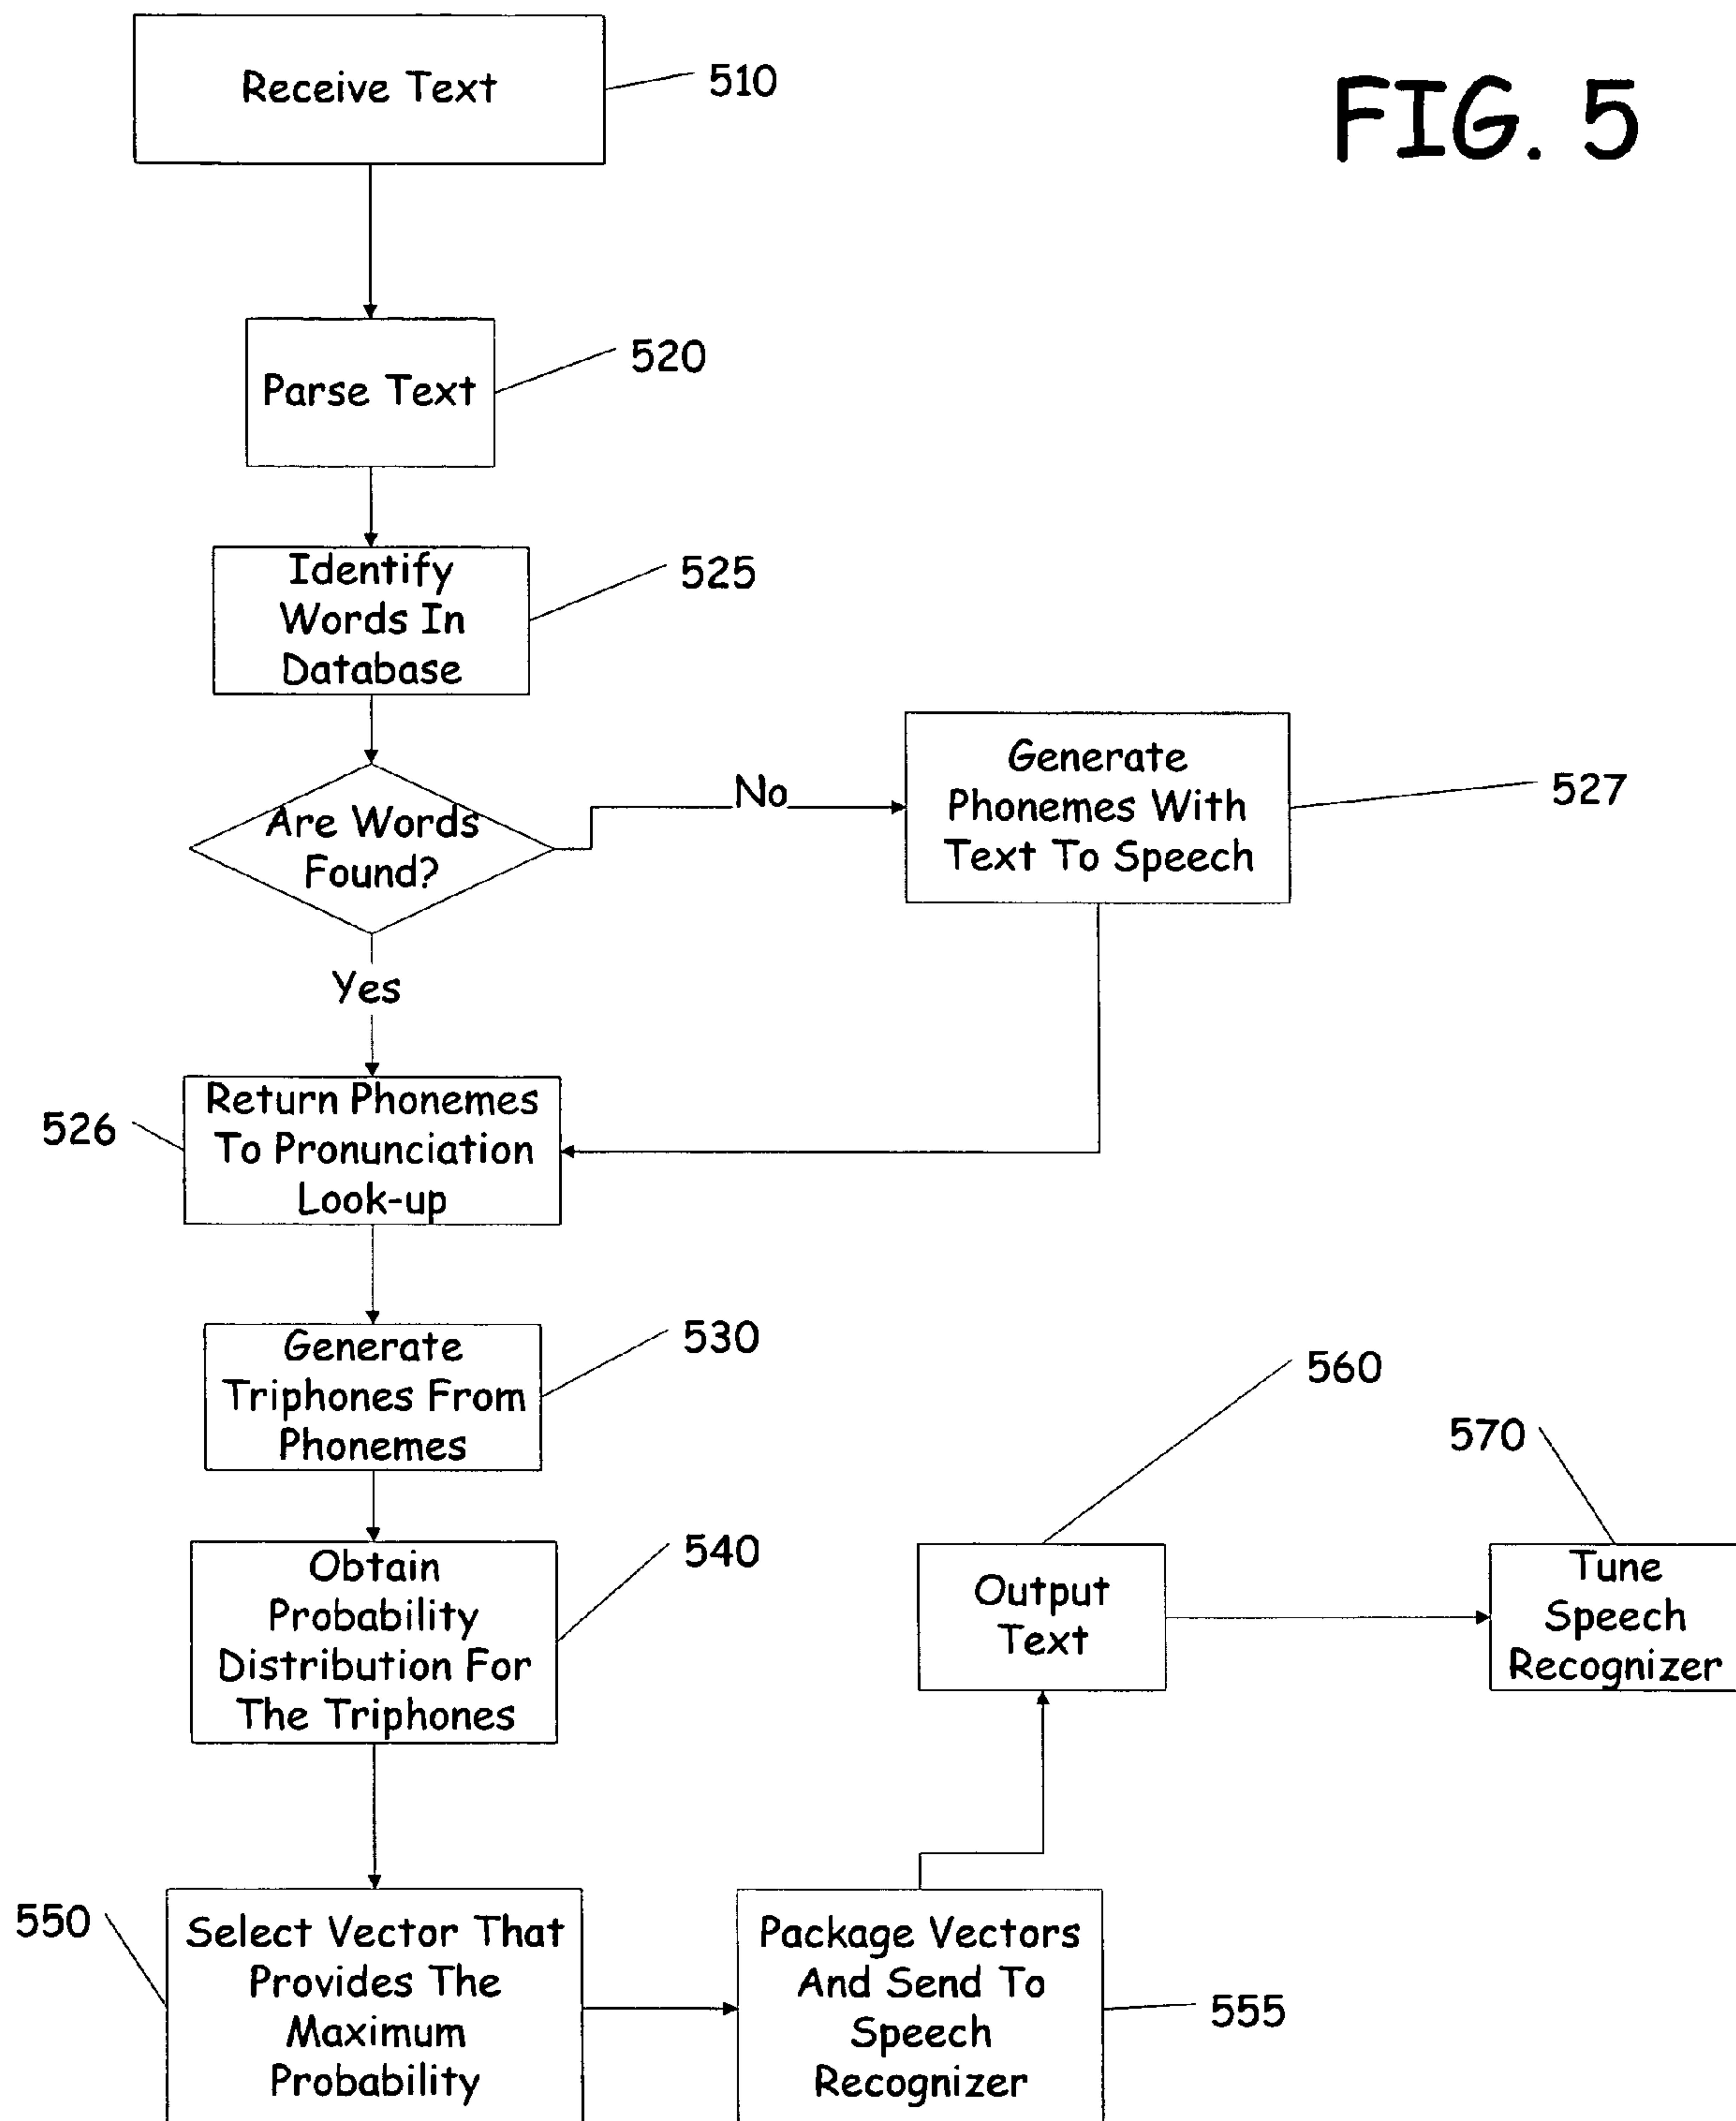 FIG. 5
Receive Text
510
Parse Text
520
Identify
Words In
Database
525
Are Words
Found?
No
Generate
Phonemes With
Text To Speech
527
Yes
Return Phonemes
To Pronunciation
Look-up
526
Generate
Triphones From
Phonemes
530
Obtain
Probability
Distribution For
The Triphones
540
Select Vector That
Provides The
Maximum
Probability
550
Package Vectors
And Send To
Speech
Recognizer
555
Output
Text
560
Tune
Speech
Recognizer
570